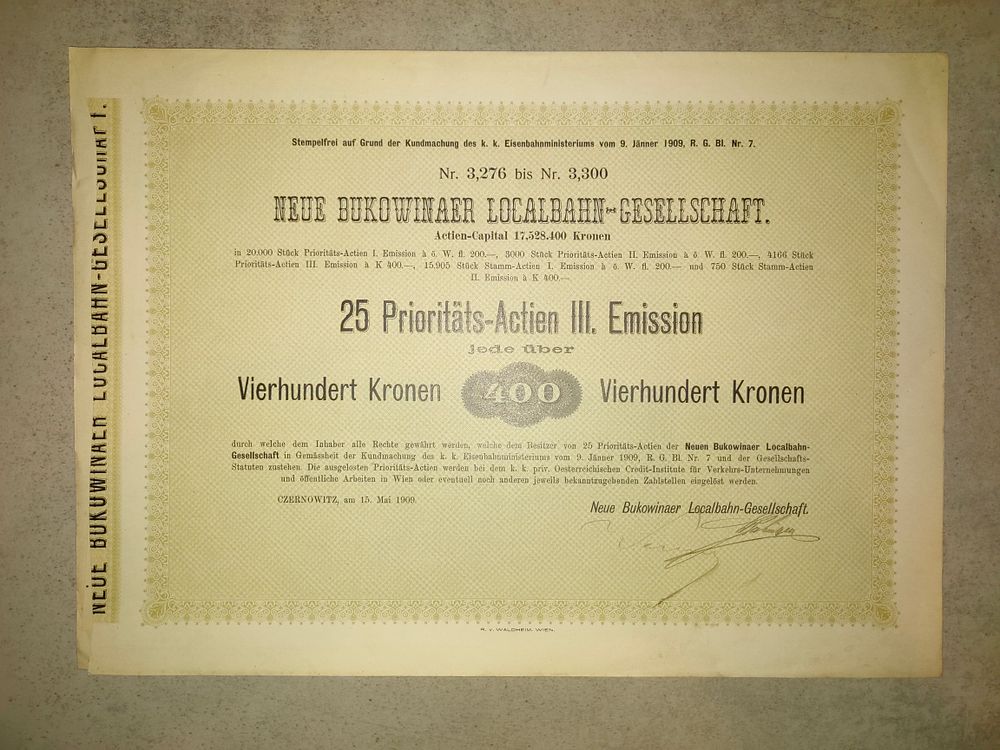 NEUE BUKOWINAER LOCALBAHN-GESELLSCHAFT.
Stempelfrei auf Grund der Kundmachung des k. k. Eisenbahnministeriums vom 9. Jänner 1909, R. G. Bl. Nr. 7.
Nr. 3,276 bis Nr. 3,300
NEUE BUKOWINAER LOCALBAHN-GESELLSCHAFT.
Actien-Capital 17,528.400 Kronen
in 20.000 Stück Prioritäts-Actien I. Emission à ö. W. fl. 200.—, 3000 Stück Prioritäts-Actien II. Emission à ö. W. fl. 200.—, 4166 Stück
Prioritäts-Actien III. Emission à K 400.—, 15.905 Stück Stamm-Actien I. Emission à ö. W. fl. 200.— und 750 Stück Stamm-Actien
II. Emission à K 400.—.
25 Prioritäts-Actien III. Emission
jede über
Vierhundert Kronen 400 Vierhundert Kronen
durch welche dem Inhaber alle Rechte gewährt werden, welche dem Besitzer von 25 Prioritäts-Actien der Neuen Bukowinaer Localbahn-
Gesellschaft in Gemässheit der Kundmachung des k. k. Eisenbahnministeriums vom 9. Jänner 1909, R. G. Bl. Nr. 7 und der Gesellschafts-
Statuten zustehen. Die ausgelosten Prioritäts-Actien werden bei dem k. k. priv. Oesterreichischen Credit-Institute für Verkehrs-Unternehmungen
und öffentliche Arbeiten in Wien oder eventuell noch anderen jeweils bekanntzugebenden Zahlstellen eingelöst werden.
CZERNOWITZ, am 15. Mai 1909.
Neue Bukowinaer Localbahn-Gesellschaft.
R. v. WALDHEIM, WIEN.